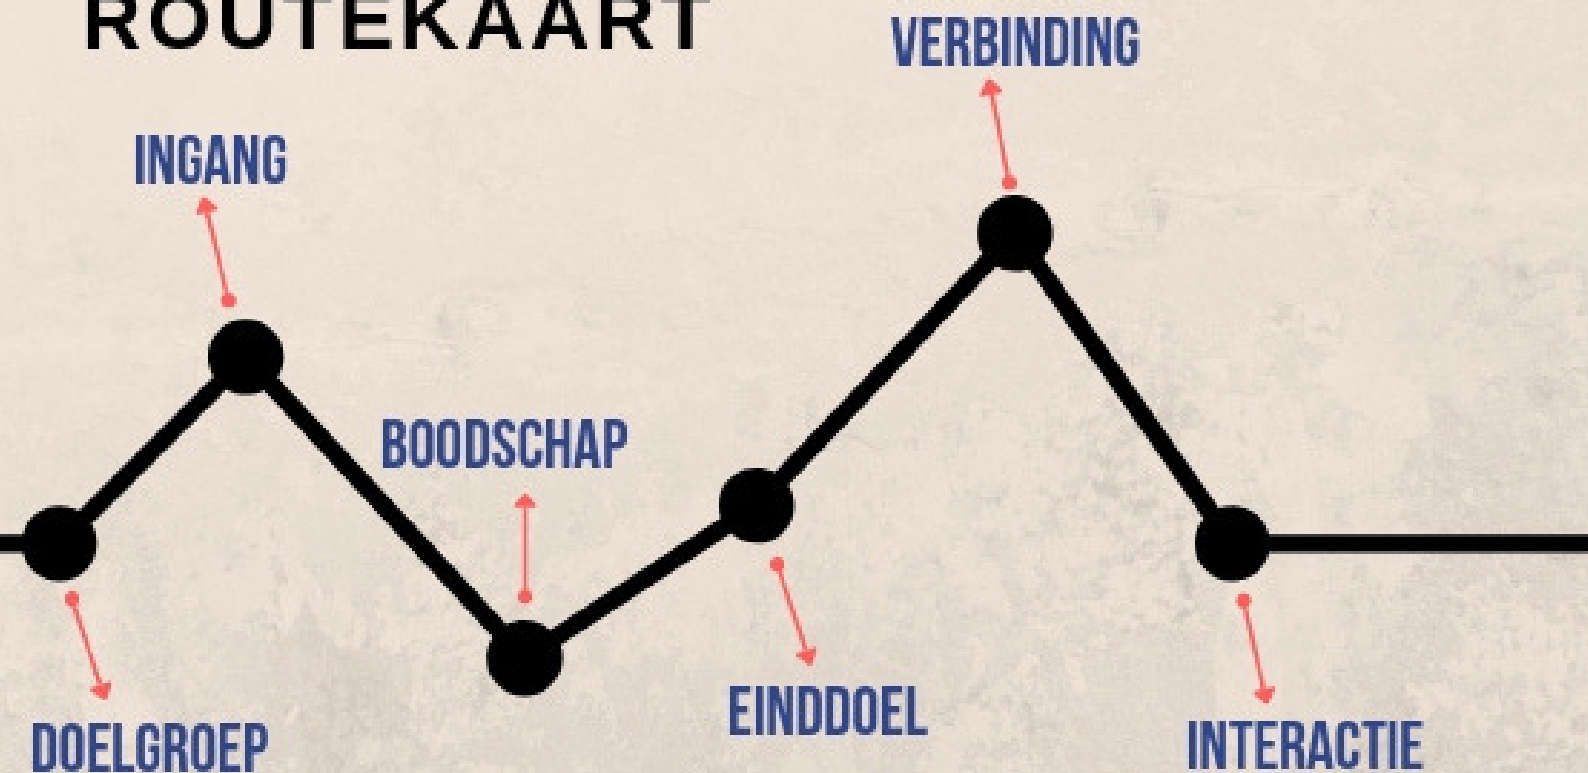 ROUTEKAART
VERBINDING
INGANG
BOODSCHAP
EINDDOEL
DOELGROEP
INTERACTIE